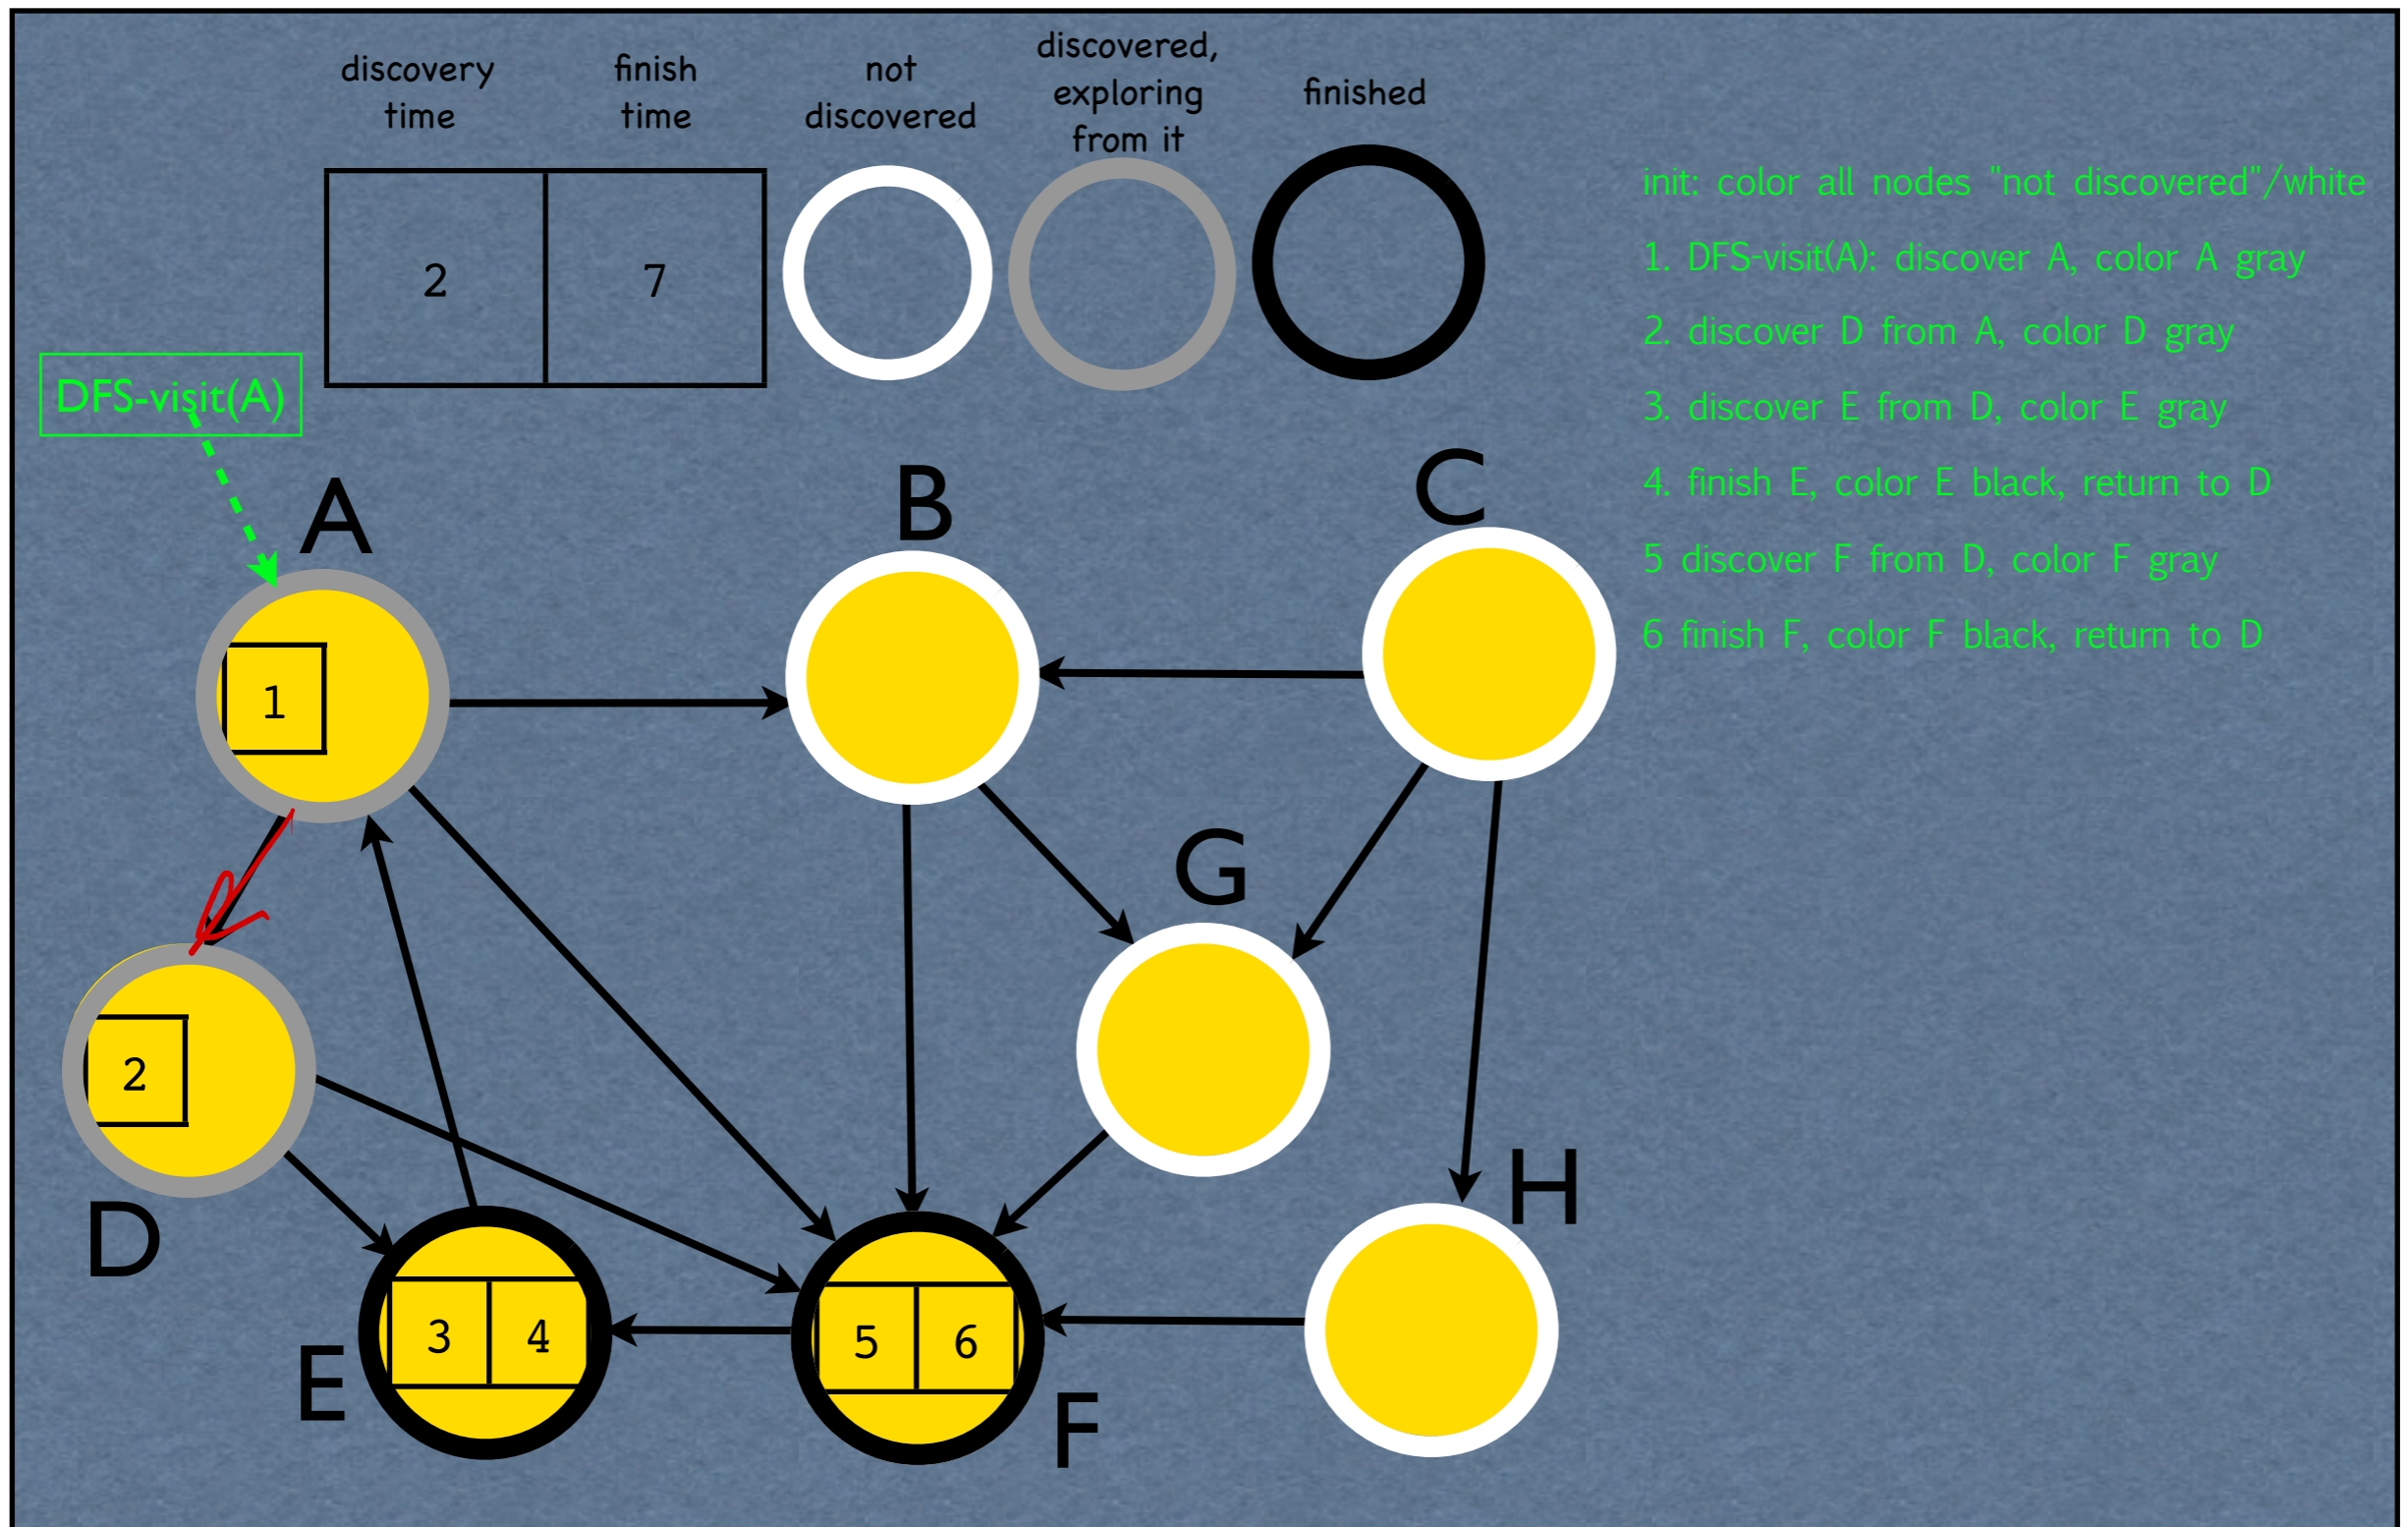 discovery
time
finish
time
not
discovered
discovered,
exploring
from it
finished
2
7
init: color all nodes "not discovered"/white
1. DFS-visit(A): discover A, color A gray
2. discover D from A, color D gray
3. discover E from D, color E gray
4. finish E, color E black, return to D
5 discover F from D, color F gray
6 finish F, color F black, return to D
DFS-visit(A)
A
B
C
1
G
2
D
H
E
3
4
5
6
F